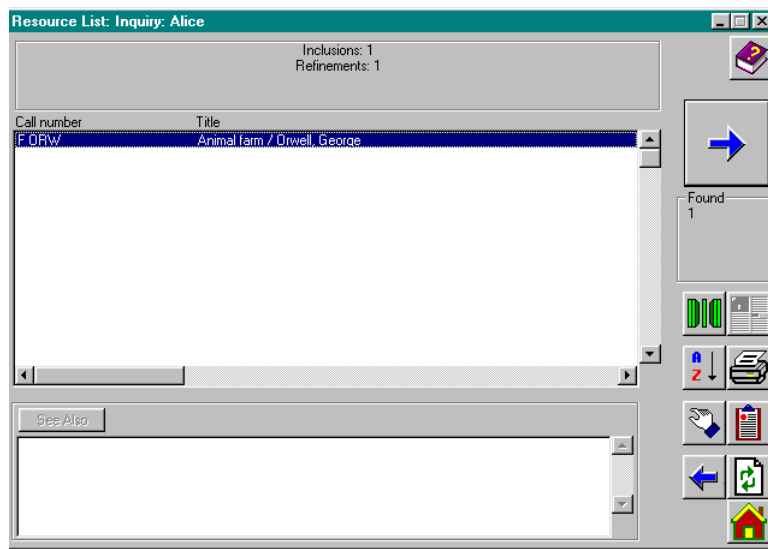 Resource List: Inquiry: Alice
Inclusions: 1
Refinements: 1
Call number Title
F ORW Animal farm / Orwell, George
Found
1
See Also
A
Z